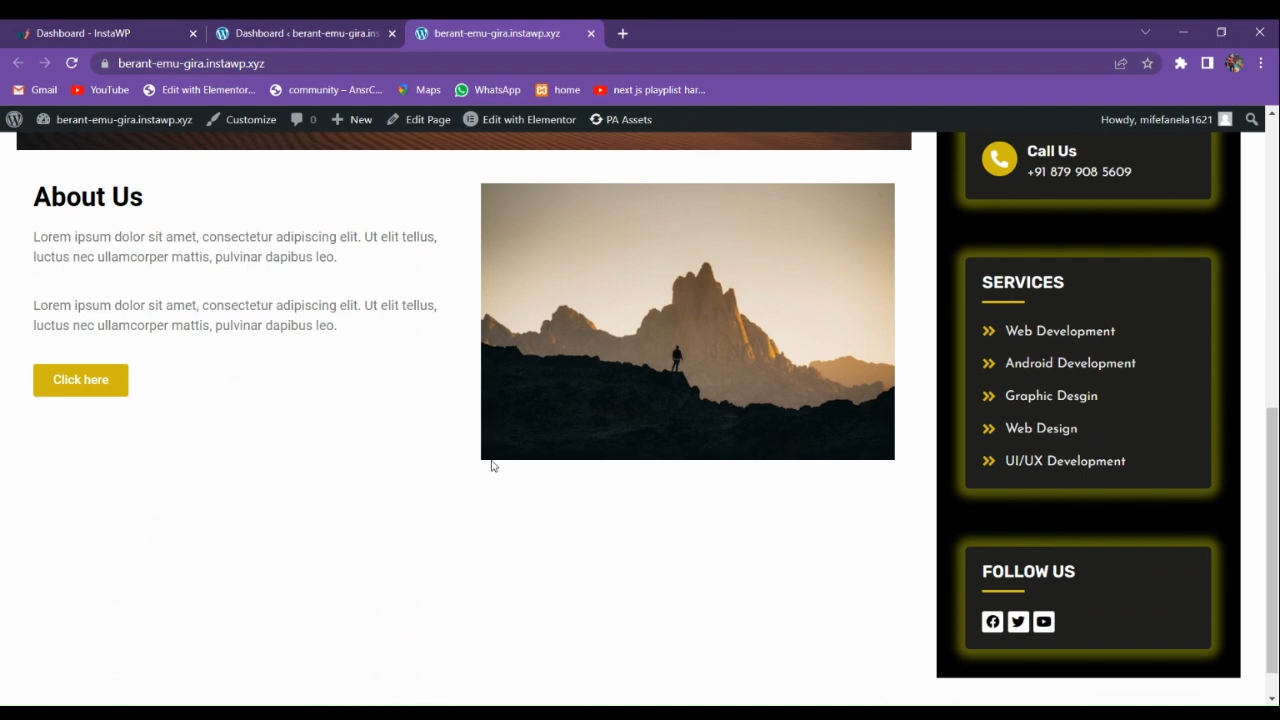 Dashboard - InstaWP
Dashboard ‹ berant-emu-gira.ins
berant-emu-gira.instawp.xyz
berant-emu-gira.instawp.xyz
Gmail
YouTube
Edit with Elementor...
community – AnsrC...
Maps
WhatsApp
home
next js playplist har...
berant-emu-gira.instawp.xyz
Customize
0
New
Edit Page
Edit with Elementor
PA Assets
Howdy, mifefanela1621
About Us
Lorem ipsum dolor sit amet, consectetur adipiscing elit. Ut elit tellus,
luctus nec ullamcorper mattis, pulvinar dapibus leo.
Lorem ipsum dolor sit amet, consectetur adipiscing elit. Ut elit tellus,
luctus nec ullamcorper mattis, pulvinar dapibus leo.
Click here
Call Us
+91 879 908 5609
SERVICES
Web Development
Android Development
Graphic Desgin
Web Design
UI/UX Development
FOLLOW US